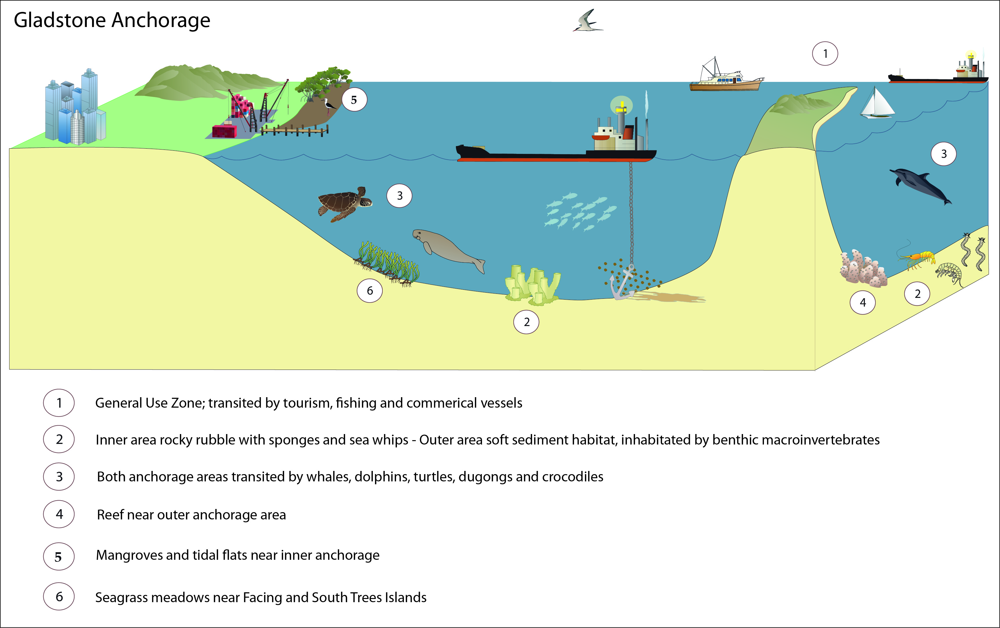 Gladstone Anchorage
1
5
3
3
6
2
4
2
1 General Use Zone; transited by tourism, fishing and commerical vessels
2 Inner area rocky rubble with sponges and sea whips - Outer area soft sediment habitat, inhabitated by benthic macroinvertebrates
3 Both anchorage areas transited by whales, dolphins, turtles, dugongs and crocodiles
4 Reef near outer anchorage area
5 Mangroves and tidal flats near inner anchorage
6 Seagrass meadows near Facing and South Trees Islands